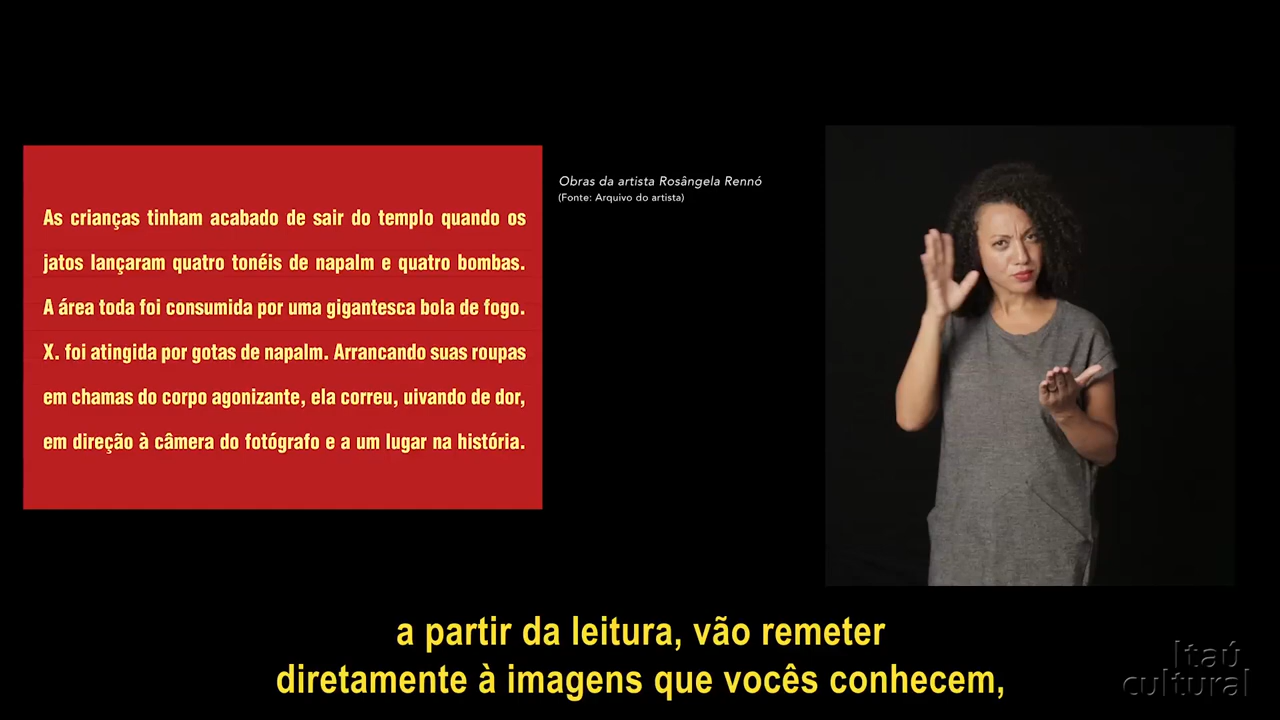 As crianças tinham acabado de sair do templo quando os
jatos lançaram quatro tonéis de napalm e quatro bombas.
A área toda foi consumida por uma gigantesca bola de fogo.
X. foi atingida por gotas de napalm. Arrancando suas roupas
em chamas do corpo agonizante, ela correu, uivando de dor,
em direção à câmera do fotógrafo e a um lugar na história.
Obras da artista Rosângela Rennó
(Fonte: Arquivo do artista)
a partir da leitura, vão remeter
diretamente à imagens que vocês conhecem,
Itaú
cultural